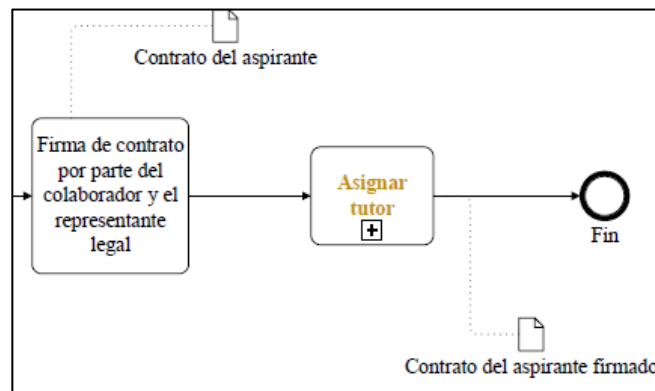 Contrato del aspirante
Firma de contrato
por parte del
colaborador y el
representante
legal
Asignar
tutor
Fin
Contrato del aspirante firmado